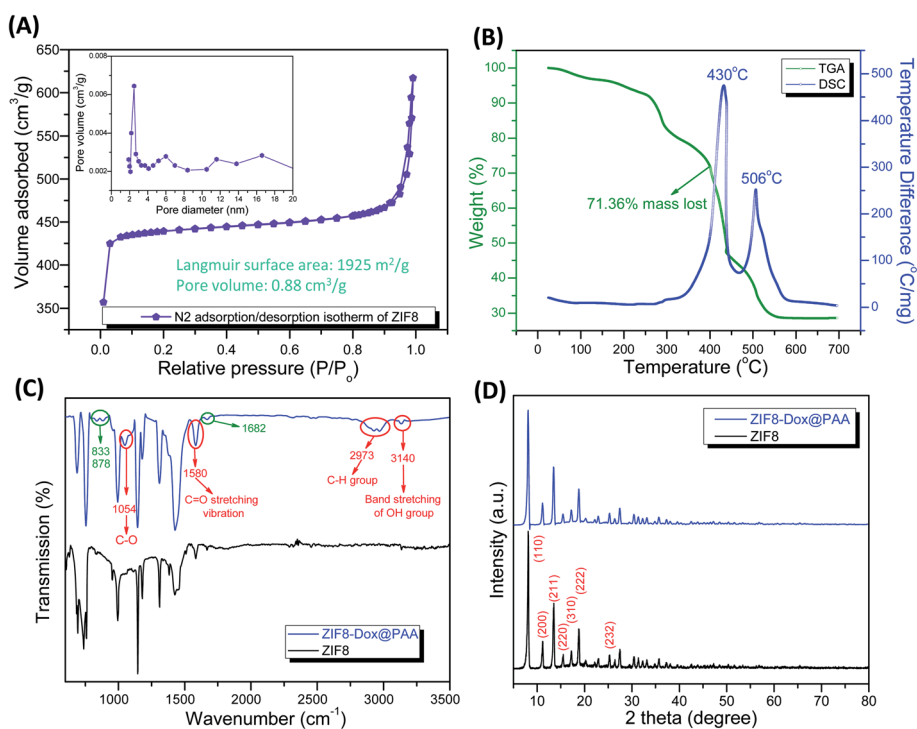 (A)
650
600
550
500
450
400
350
Volume adsorbed (cm³/g)
0.008
0.006
0.004
0.002
Pore volume (cm³/g)
0 2 4 6 8 10 12 14 16 18 20
Pore diameter (nm)
Langmuir surface area: 1925 m²/g
Pore volume: 0.88 cm³/g
N2 adsorption/desorption isotherm of ZIF8
0.0 0.2 0.4 0.6 0.8 1.0
Relative pressure (P/Pₒ)
(B)
100
90
80
70
60
50
40
30
Weight (%)
430°C
506°C
71.36% mass lost
TGA
DSC
500
400
300
200
100
0
Temperature Difference (°C/mg)
0 100 200 300 400 500 600 700
Temperature (°C)
(C)
Transmission (%)
833
878
1054
C-O
1580
C=O stretching
vibration
1682
2973
C-H group
3140
Band stretching
of OH group
ZIF8-Dox@PAA
ZIF8
1000 1500 2000 2500 3000 3500
Wavenumber (cm⁻¹)
(D)
Intensity (a.u.)
ZIF8-Dox@PAA
ZIF8
(110)
(200)
(211)
(220)
(310)
(222)
(232)
10 20 30 40 50 60 70 80
2 theta (degree)